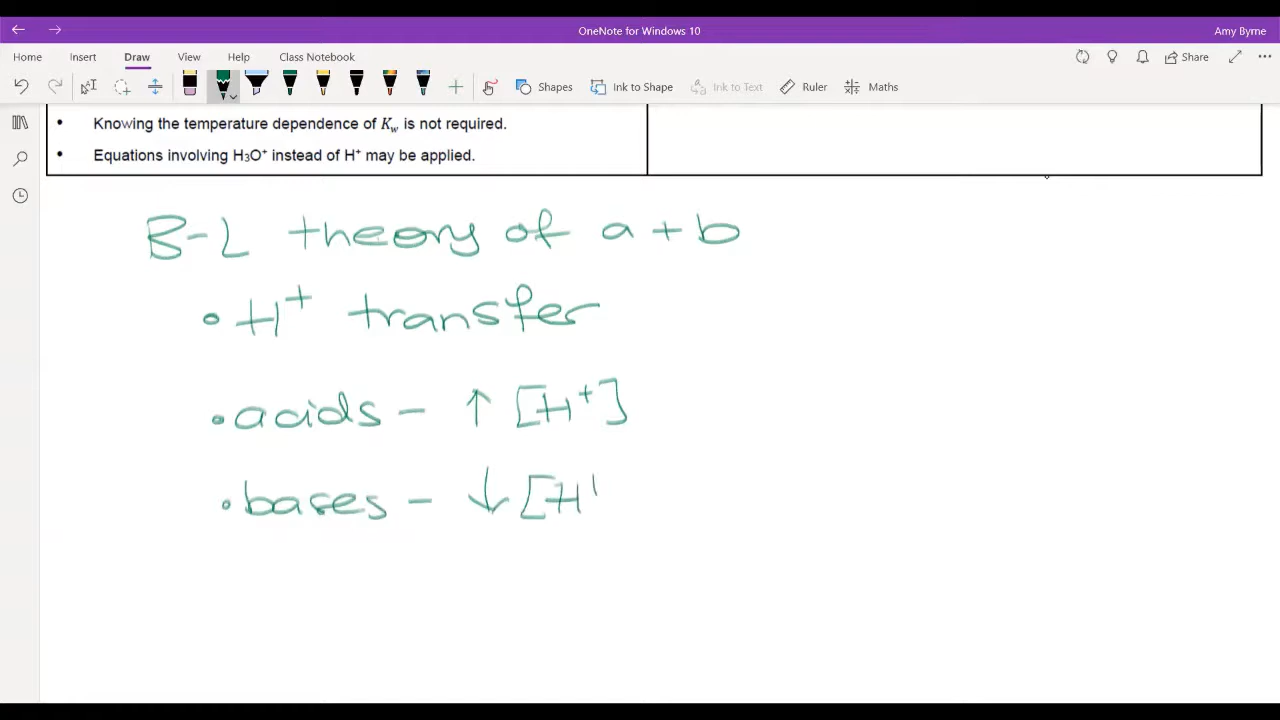 OneNote for Windows 10
Amy Byrne
Home Insert Draw View Help Class Notebook
Share
Shapes Ink to Shape Ink to Text Ruler Maths
• Knowing the temperature dependence of Kw is not required.
• Equations involving H₃O⁺ instead of H⁺ may be applied.
B-L theory of a + b
• H⁺ transfer
• acids - ↑ [H⁺]
• bases - ↓ [H'